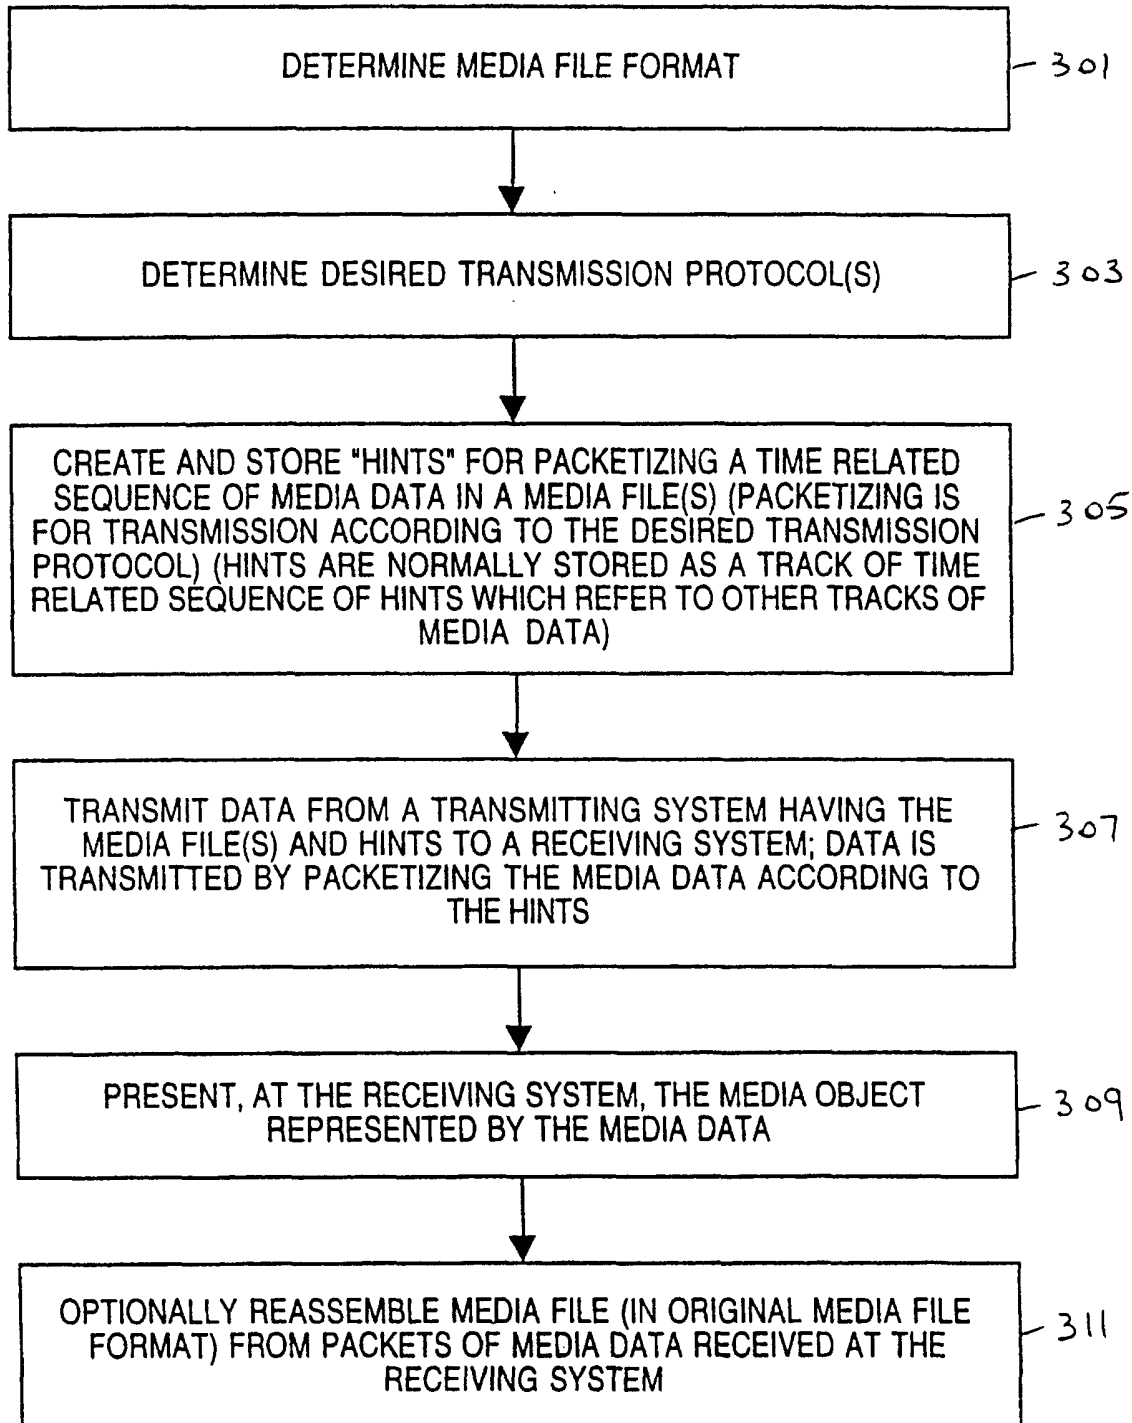 DETERMINE MEDIA FILE FORMAT
301
DETERMINE DESIRED TRANSMISSION PROTOCOL(S)
303
CREATE AND STORE "HINTS" FOR PACKETIZING A TIME RELATED
SEQUENCE OF MEDIA DATA IN A MEDIA FILE(S) (PACKETIZING IS
FOR TRANSMISSION ACCORDING TO THE DESIRED TRANSMISSION
PROTOCOL) (HINTS ARE NORMALLY STORED AS A TRACK OF TIME
RELATED SEQUENCE OF HINTS WHICH REFER TO OTHER TRACKS OF
MEDIA DATA)
305
TRANSMIT DATA FROM A TRANSMITTING SYSTEM HAVING THE
MEDIA FILE(S) AND HINTS TO A RECEIVING SYSTEM; DATA IS
TRANSMITTED BY PACKETIZING THE MEDIA DATA ACCORDING TO
THE HINTS
307
PRESENT, AT THE RECEIVING SYSTEM, THE MEDIA OBJECT
REPRESENTED BY THE MEDIA DATA
309
OPTIONALLY REASSEMBLE MEDIA FILE (IN ORIGINAL MEDIA FILE
FORMAT) FROM PACKETS OF MEDIA DATA RECEIVED AT THE
RECEIVING SYSTEM
311